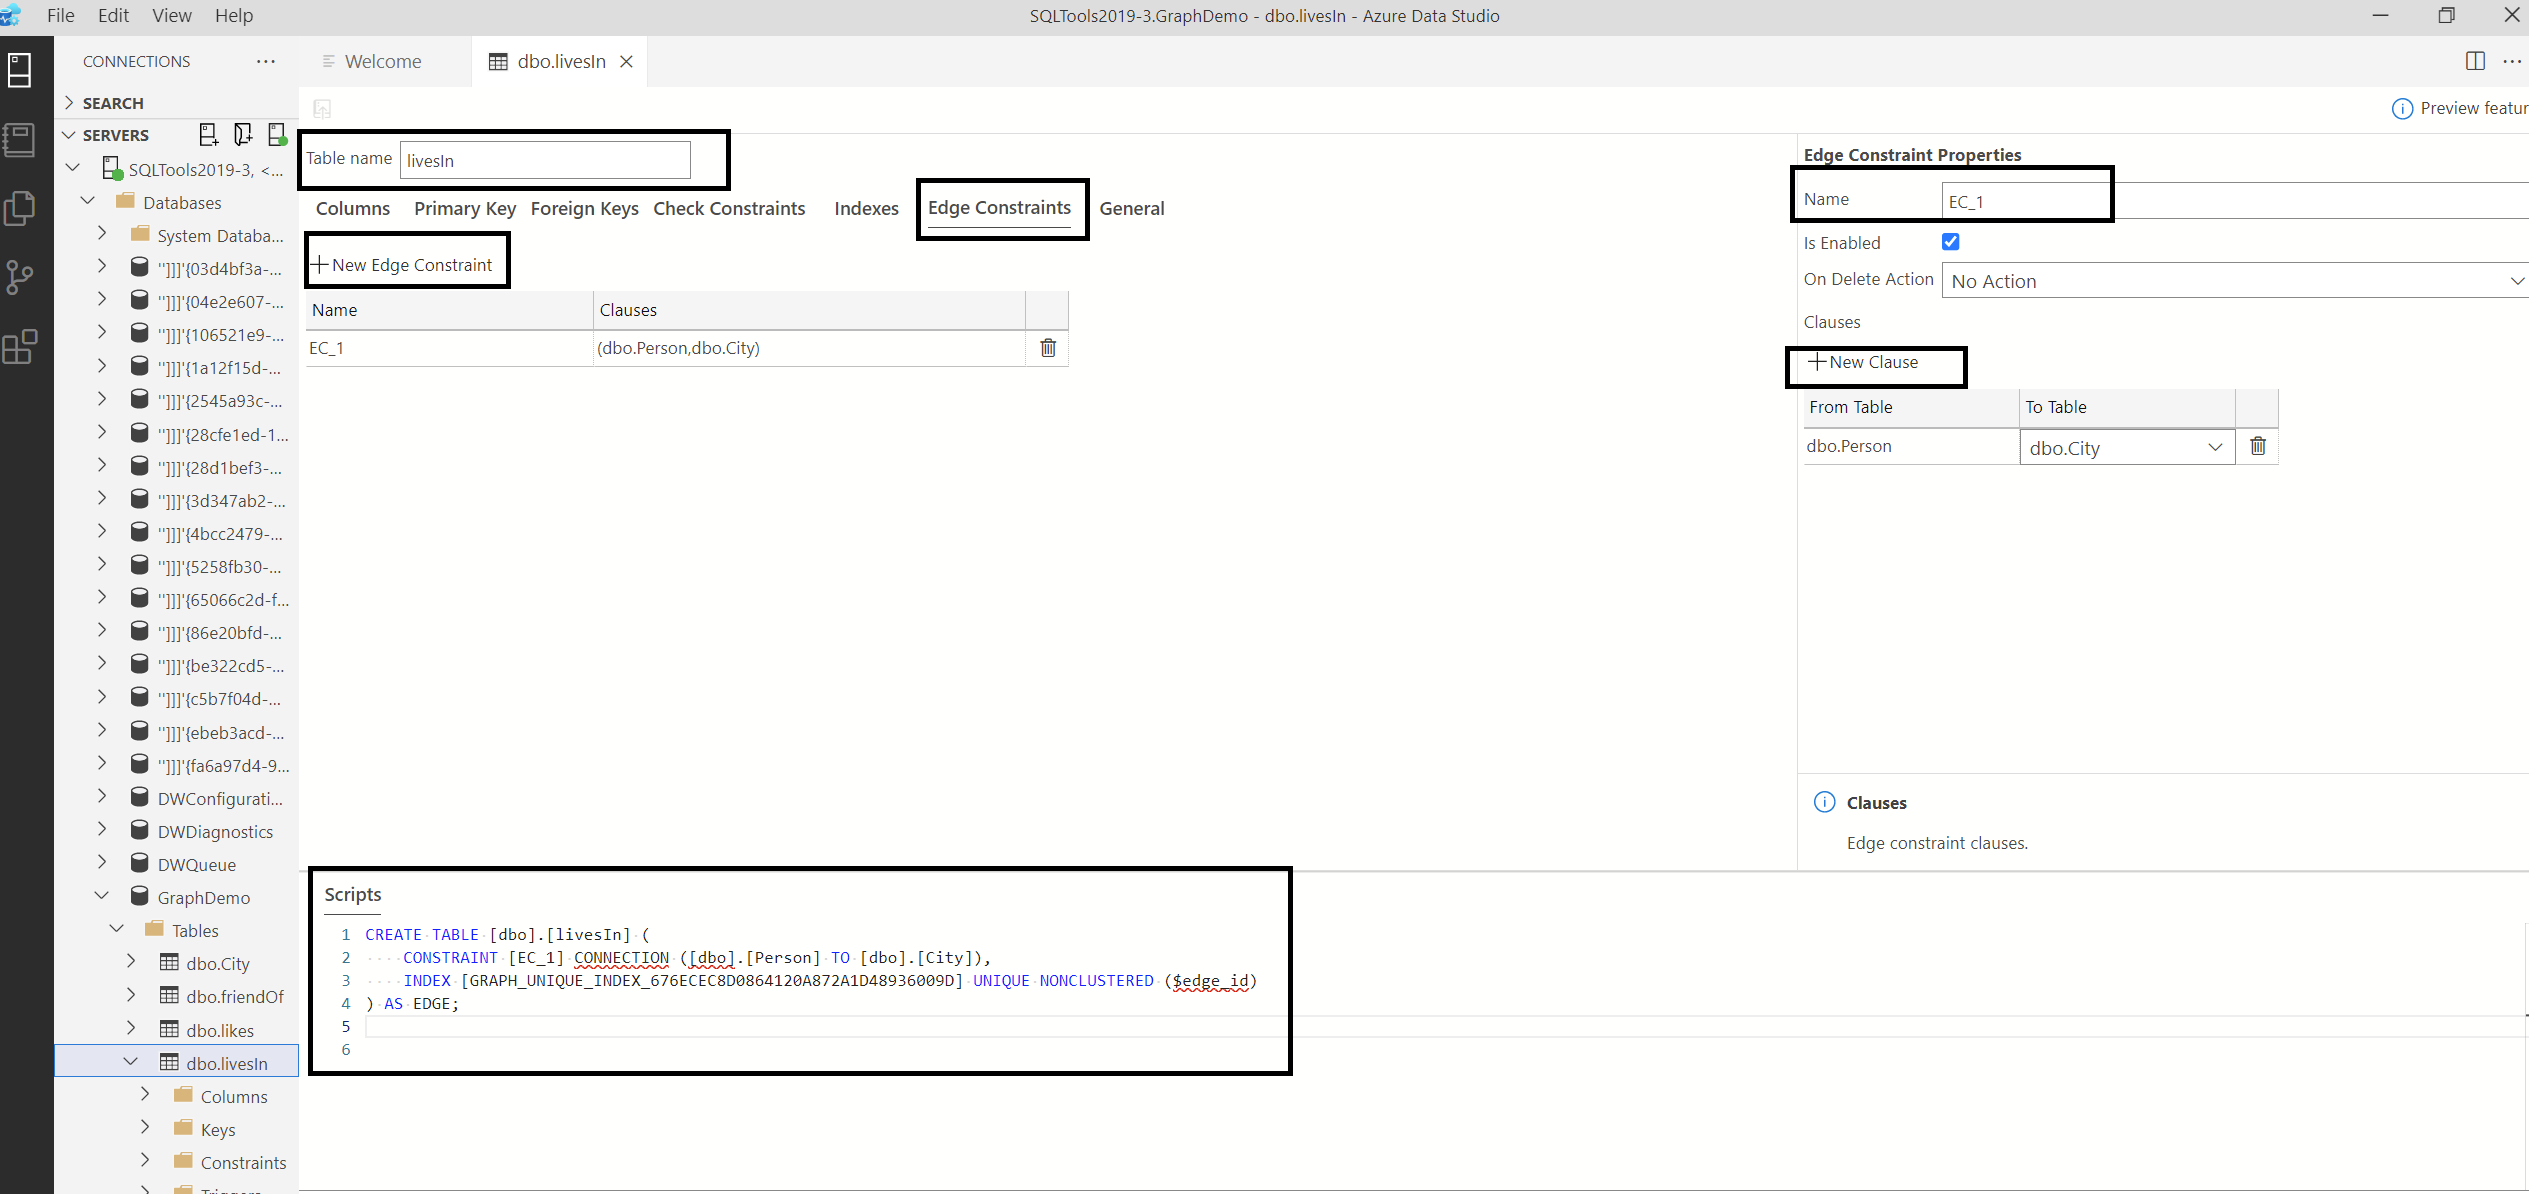 File Edit View Help
SQLTools2019-3.GraphDemo - dbo.livesIn - Azure Data Studio
CONNECTIONS
SEARCH
SERVERS
SQLTools2019-3, <...
Databases
System Databa...
"]]]'{03d4bf3a-...
"]]]'{04e2e607-...
"]]]'{106521e9-...
"]]]'{1a12f15d-...
"]]]'{2545a93c-...
"]]]'{28cfe1ed-1...
"]]]'{28d1bef3-...
"]]]'{3d347ab2-...
"]]]'{4bcc2479-...
"]]]'{5258fb30-...
"]]]'{65066c2d-f...
"]]]'{86e20bfd-...
"]]]'{be322cd5-...
"]]]'{c5b7f04d-...
"]]]'{ebeb3acd-...
"]]]'{fa6a97d4-9...
DWConfigurati...
DWDiagnostics
DWQueue
GraphDemo
Tables
dbo.City
dbo.friendOf
dbo.likes
dbo.livesIn
Columns
Keys
Constraints
Welcome
dbo.livesIn
Preview featur
Table name livesIn
Columns Primary Key Foreign Keys Check Constraints Indexes Edge Constraints General
New Edge Constraint
Name Clauses
EC_1 (dbo.Person,dbo.City)
Edge Constraint Properties
Name EC_1
Is Enabled
On Delete Action No Action
Clauses
New Clause
From Table To Table
dbo.Person dbo.City
Clauses
Edge constraint clauses.
Scripts
1 CREATE TABLE [dbo].[livesIn] (
2 CONSTRAINT [EC_1] CONNECTION ([dbo].[Person] TO [dbo].[City]),
3 INDEX [GRAPH_UNIQUE_INDEX_676ECEC8D0864120A872A1D48936009D] UNIQUE NONCLUSTERED ($edge_id)
4 ) AS EDGE;
5
6